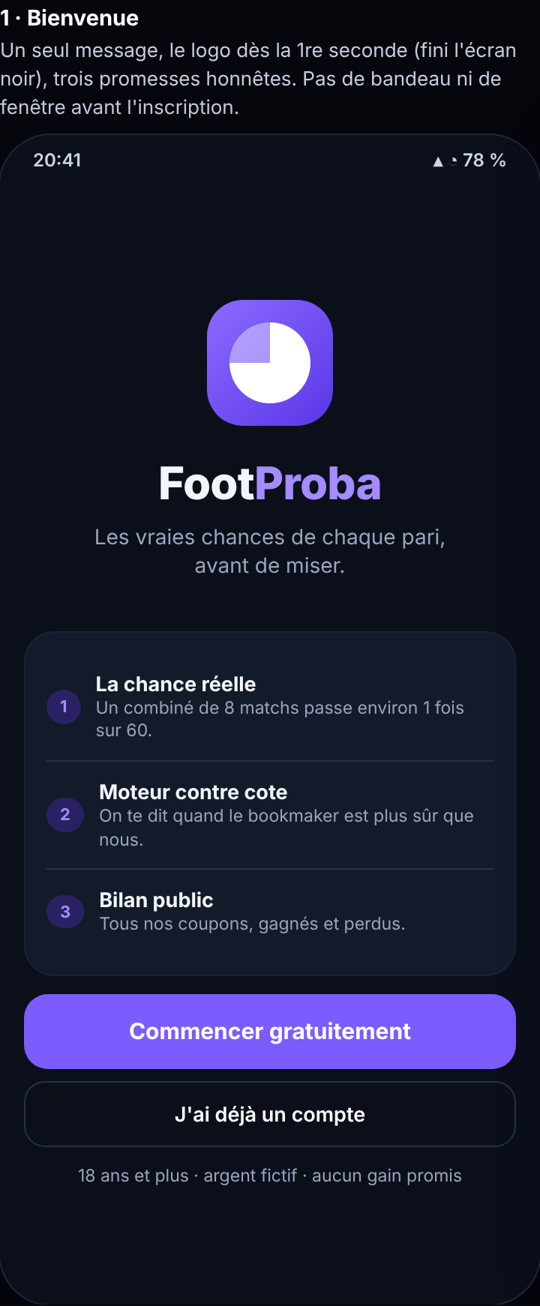 1 · Bienvenue
Un seul message, le logo dès la 1re seconde (fini l'écran
noir), trois promesses honnêtes. Pas de bandeau ni de
fenêtre avant l'inscription.
20:41
78 %
FootProba
Les vraies chances de chaque pari,
avant de miser.
1
La chance réelle
Un combiné de 8 matchs passe environ 1 fois
sur 60.
2
Moteur contre cote
On te dit quand le bookmaker est plus sûr que
nous.
3
Bilan public
Tous nos coupons, gagnés et perdus.
Commencer gratuitement
J'ai déjà un compte
18 ans et plus · argent fictif · aucun gain promis